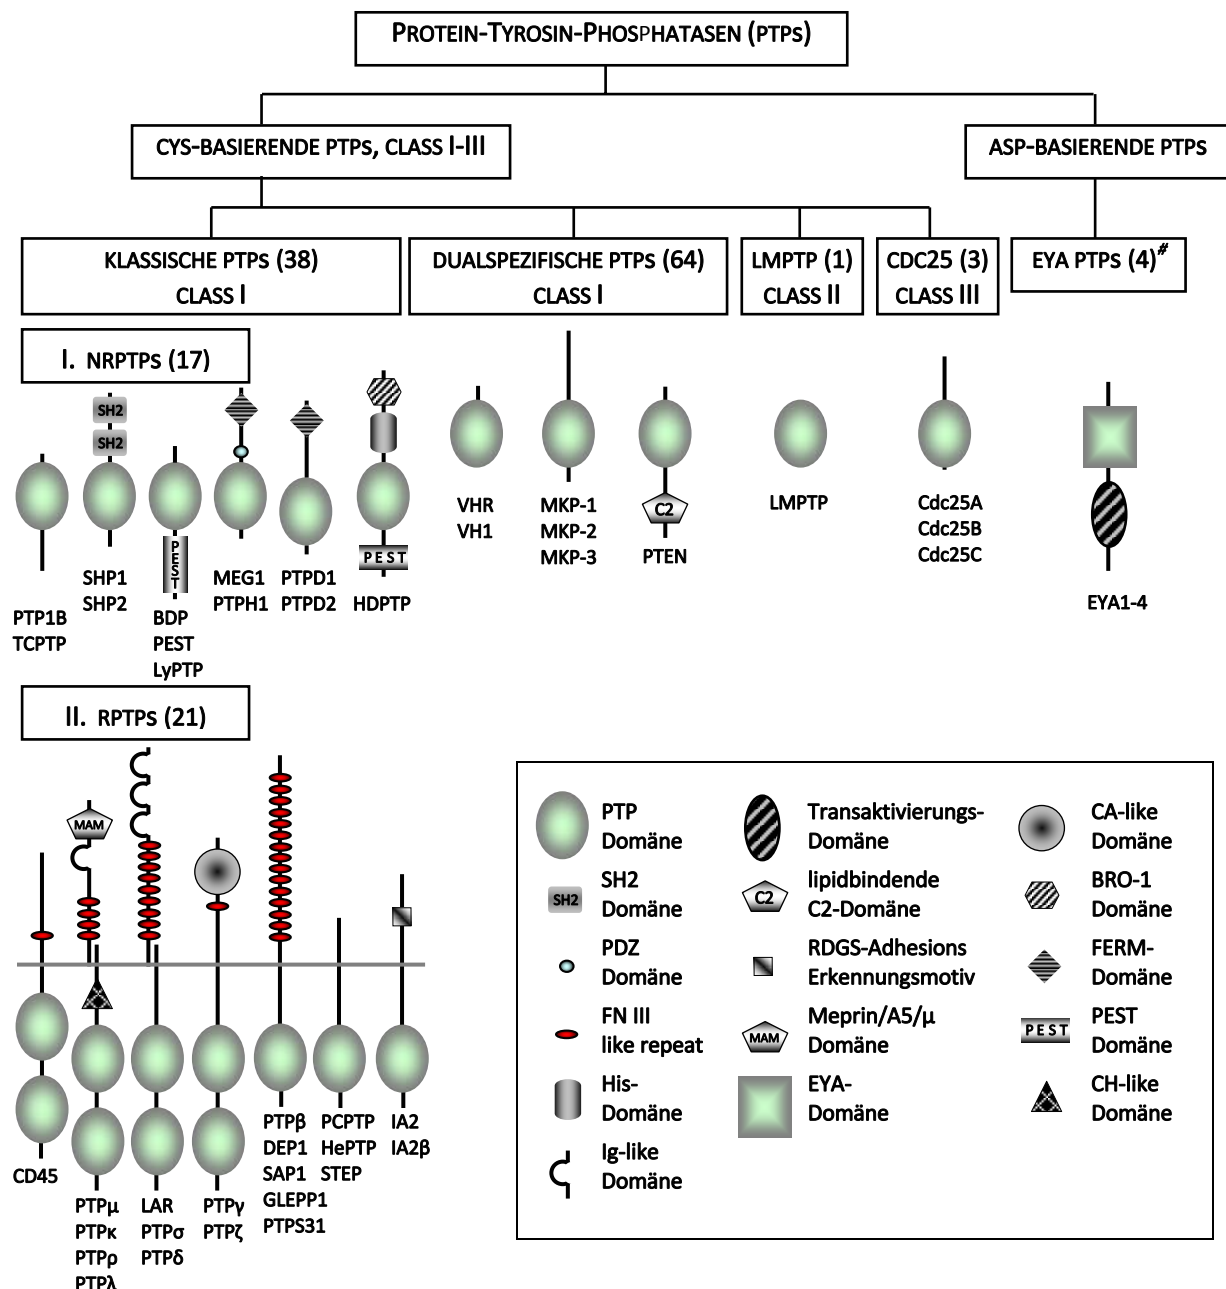 PROTEIN-TYROSIN-PHOSPHATASEN (PTPS)
CYS-BASIERENDE PTPS, CLASS I-III
ASP-BASIERENDE PTPS
KLASSISCHE PTPS (38)
CLASS I
DUALSPEZIFISCHE PTPS (64)
CLASS I
LMPTP (1)
CLASS II
CDC25 (3)
CLASS III
EYA PTPS (4)#
I. NRPTPS (17)
SH2
SH2
PEST
PEST
C2
PTP1B
TCPTP
SHP1
SHP2
BDP
PEST
LyPTP
MEG1
PTPH1
PTPD1
PTPD2
HDPTP
VHR
VH1
MKP-1
MKP-2
MKP-3
PTEN
LMPTP
Cdc25A
Cdc25B
Cdc25C
EYA1-4
II. RPTPS (21)
MAM
CD45
PTPμ
PTPκ
PTPρ
PTPλ
LAR
PTPσ
PTPδ
PTPγ
PTPζ
PTPβ
DEP1
SAP1
GLEPP1
PTPS31
PCPTP
HePTP
STEP
IA2
IA2β
PTP
Domäne
SH2
SH2
Domäne
PDZ
Domäne
FN III
like repeat
His-
Domäne
Ig-like
Domäne
Transaktivierungs-
Domäne
C2
lipidbindende
C2-Domäne
RDGS-Adhesions
Erkennungsmotiv
MAM
Meprin/A5/μ
Domäne
EYA-
Domäne
CA-like
Domäne
BRO-1
Domäne
FERM-
Domäne
PEST
PEST
Domäne
CH-like
Domäne